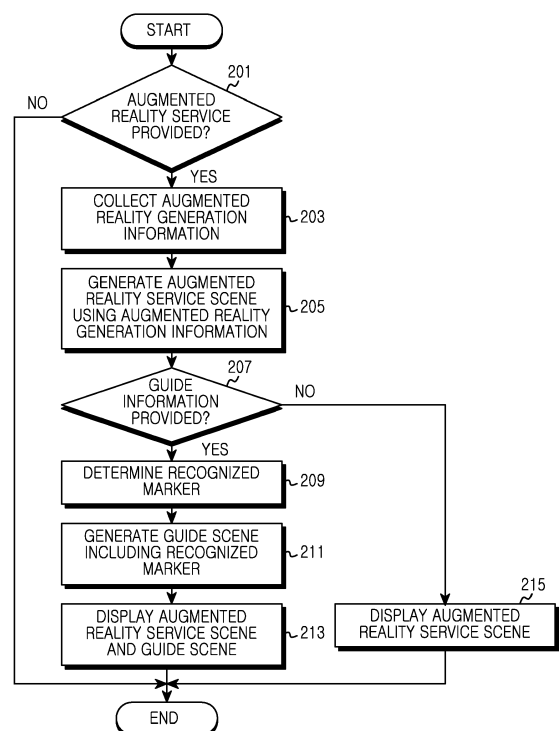 START
201
NO
AUGMENTED
REALITY SERVICE
PROVIDED?
YES
COLLECT AUGMENTED
REALITY GENERATION
INFORMATION
203
GENERATE AUGMENTED
REALITY SERVICE SCENE
USING AUGMENTED REALITY
GENERATION INFORMATION
205
207
GUIDE
INFORMATION
PROVIDED?
NO
YES
DETERMINE RECOGNIZED
MARKER
209
GENERATE GUIDE SCENE
INCLUDING RECOGNIZED
MARKER
211
DISPLAY AUGMENTED
REALITY SERVICE SCENE
AND GUIDE SCENE
213
215
DISPLAY AUGMENTED
REALITY SERVICE SCENE
END